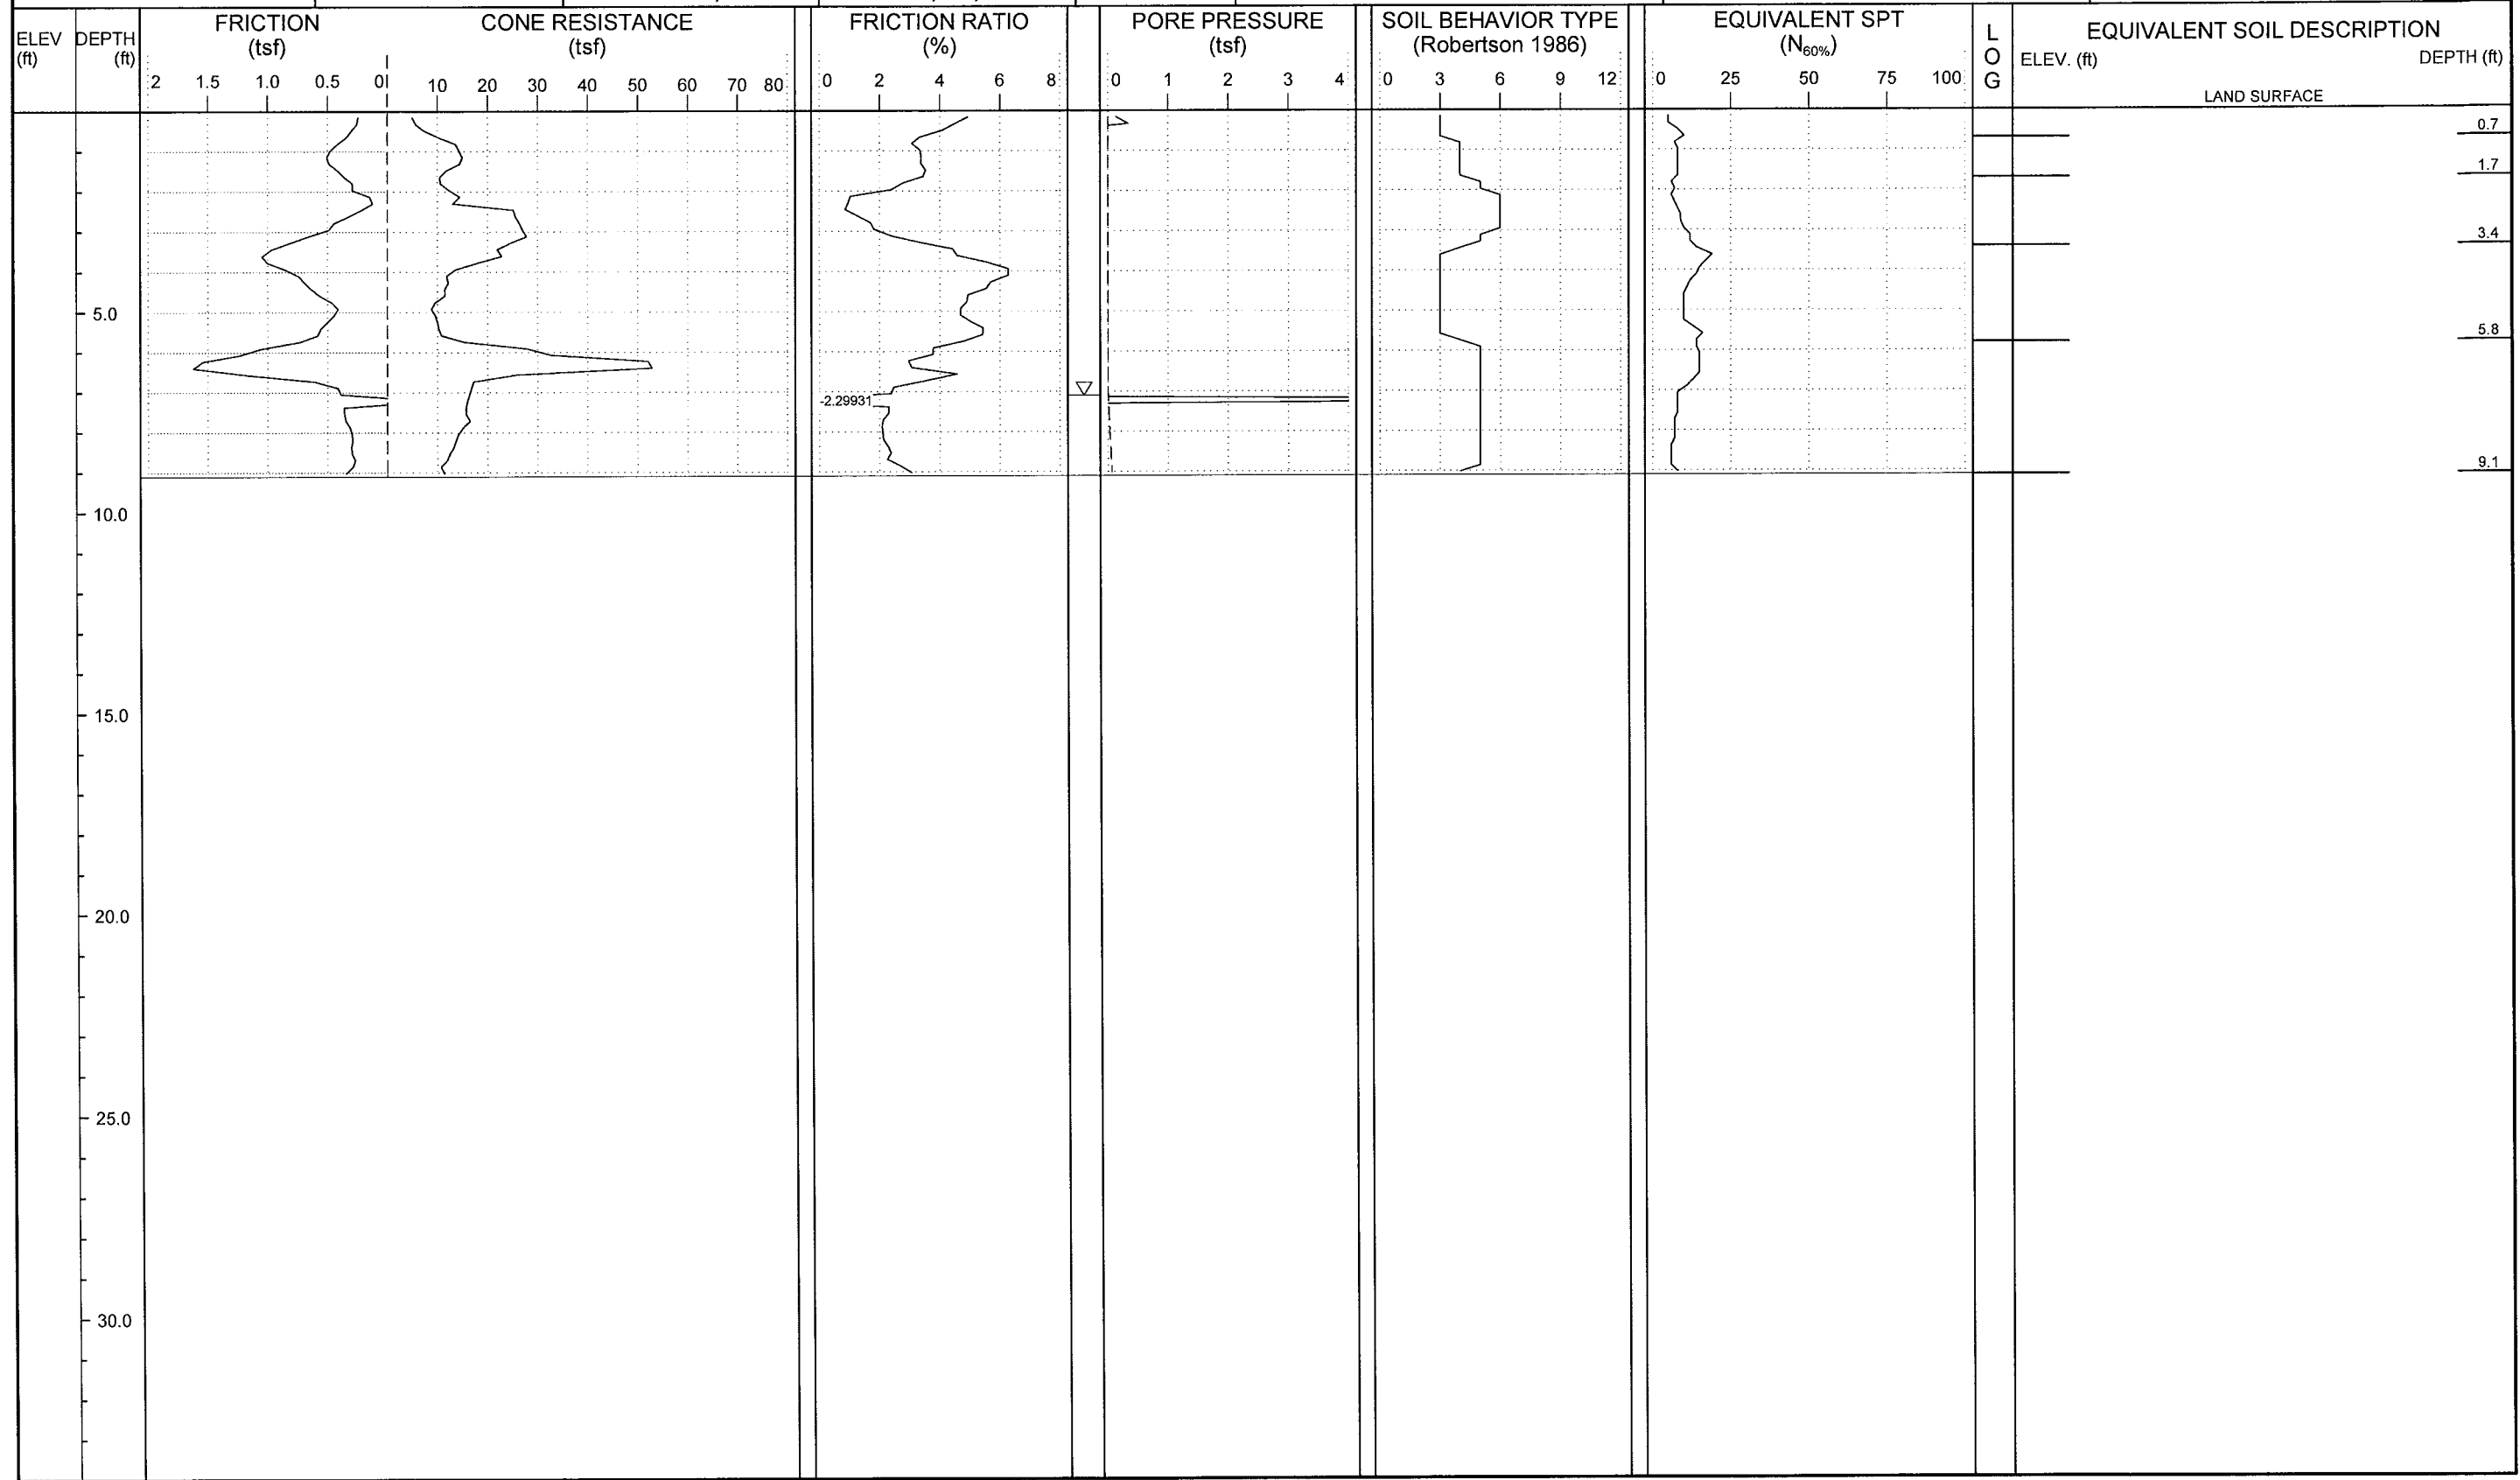 ELEV
(ft)
DEPTH
(ft)
FRICTION
(tsf)
2 1.5 1.0 0.5 0
CONE RESISTANCE
(tsf)
10 20 30 40 50 60 70 80
FRICTION RATIO
(%)
0 2 4 6 8
PORE PRESSURE
(tsf)
0 1 2 3 4
SOIL BEHAVIOR TYPE
(Robertson 1986)
0 3 6 9 12
EQUIVALENT SPT
(N60%)
0 25 50 75 100
L
O
G
EQUIVALENT SOIL DESCRIPTION
ELEV. (ft) DEPTH (ft)
LAND SURFACE
0.7
1.7
3.4
5.0
5.8
-2.29931
9.1
10.0
15.0
20.0
25.0
30.0